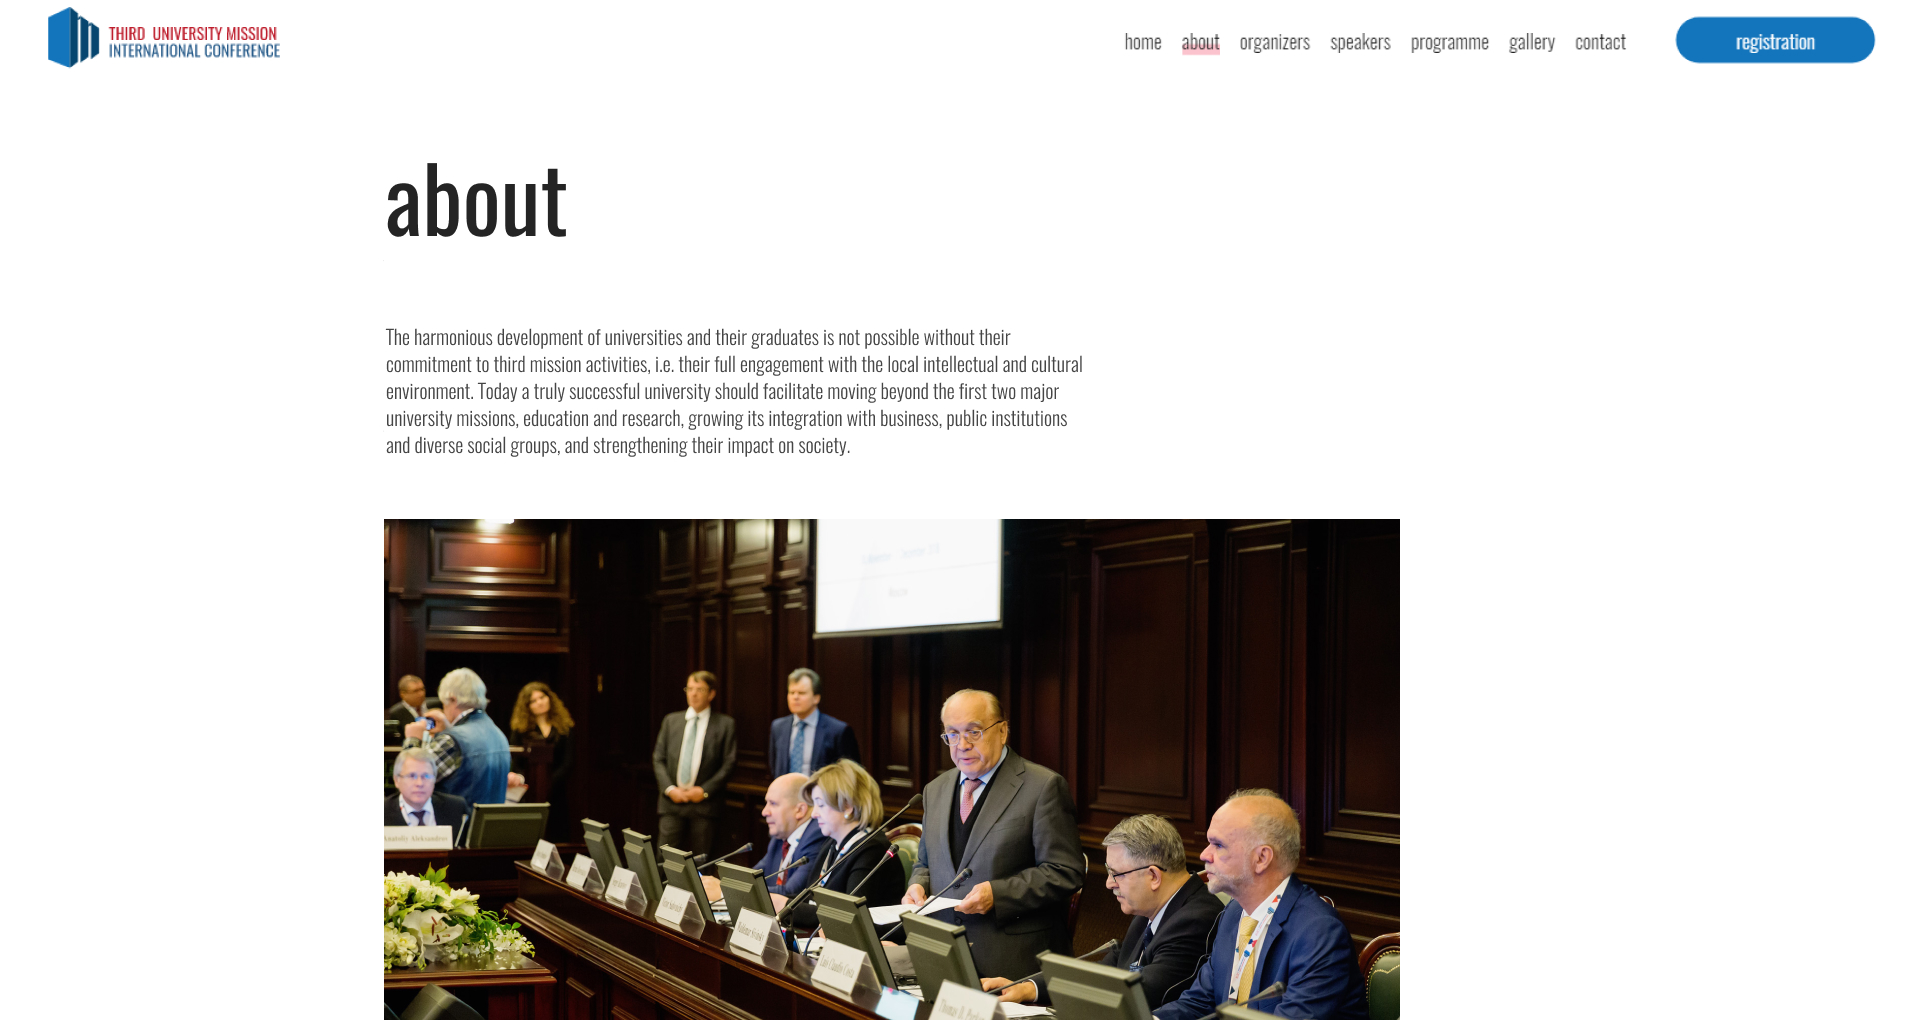 THIRD UNIVERSITY MISSION
INTERNATIONAL CONFERENCE
home about organizers speakers programme gallery contact registration
about
The harmonious development of universities and their graduates is not possible without their
commitment to third mission activities, i.e. their full engagement with the local intellectual and cultural
environment. Today a truly successful university should facilitate moving beyond the first two major
university missions, education and research, growing its integration with business, public institutions
and diverse social groups, and strengthening their impact on society.
Luis Claudio Costa
Thomas D.